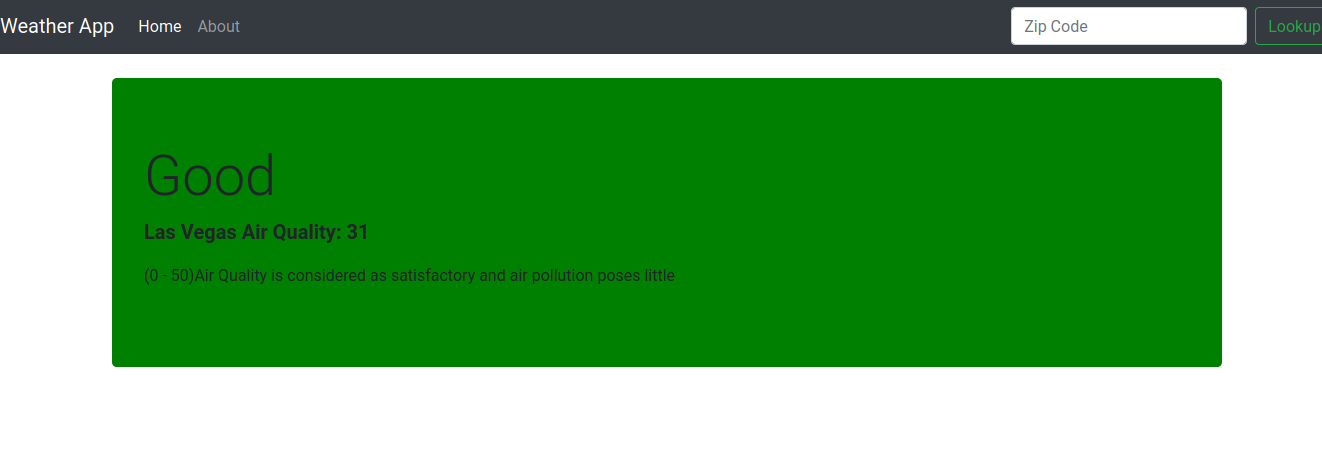 Weather App Home About Zip Code Lookup
Good
Las Vegas Air Quality: 31
(0 - 50)Air Quality is considered as satisfactory and air pollution poses little